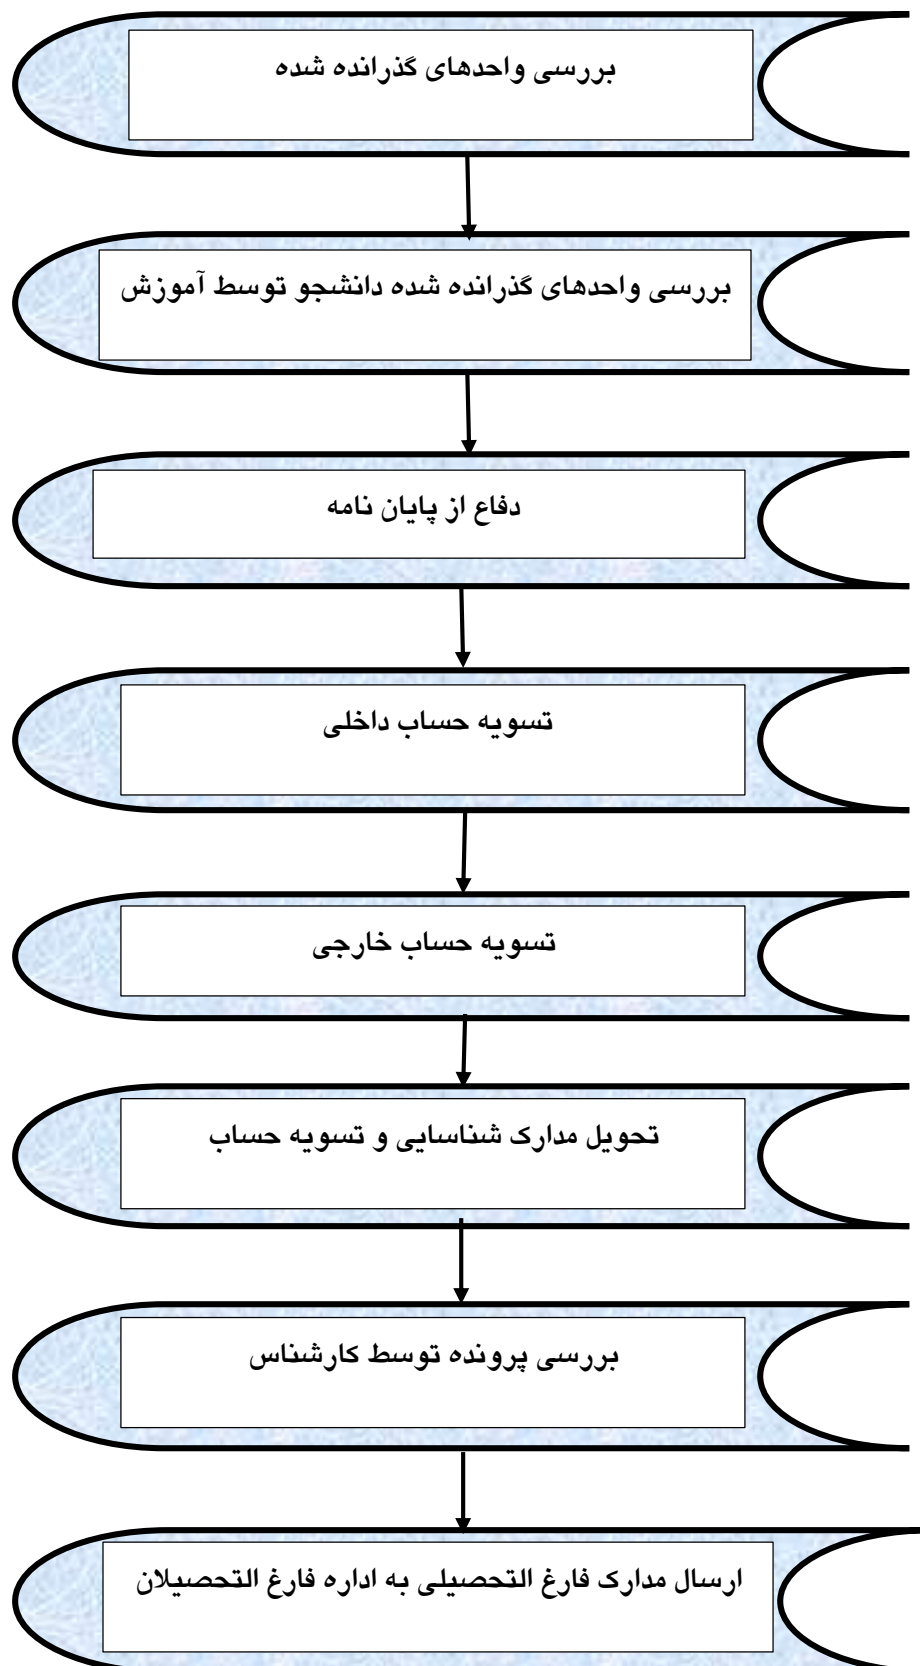 بررسی واحدهای گذرانده شده
بررسی واحدهای گذرانده شده دانشجو توسط آموزش
دفاع از پایان نامه
تسویه حساب داخلی
تسویه حساب خارجی
تحویل مدارک شناسایی و تسویه حساب
بررسی پرونده توسط کارشناس
ارسال مدارک فارغ التحصیلی به اداره فارغ التحصیلان